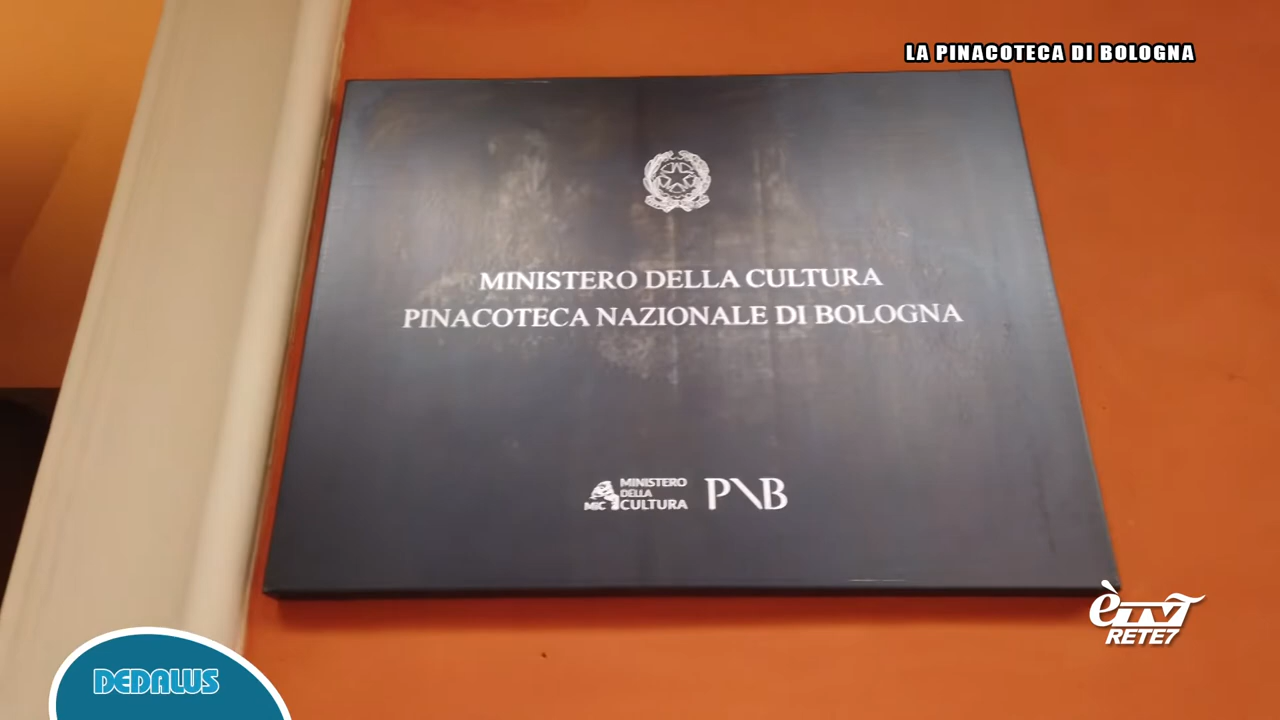 LA PINACOTECA DI BOLOGNA
MINISTERO DELLA CULTURA
PINACOTECA NAZIONALE DI BOLOGNA
MiC
MINISTERO
DELLA
CULTURA
PNB
èTV
RETE7
DEDALUS